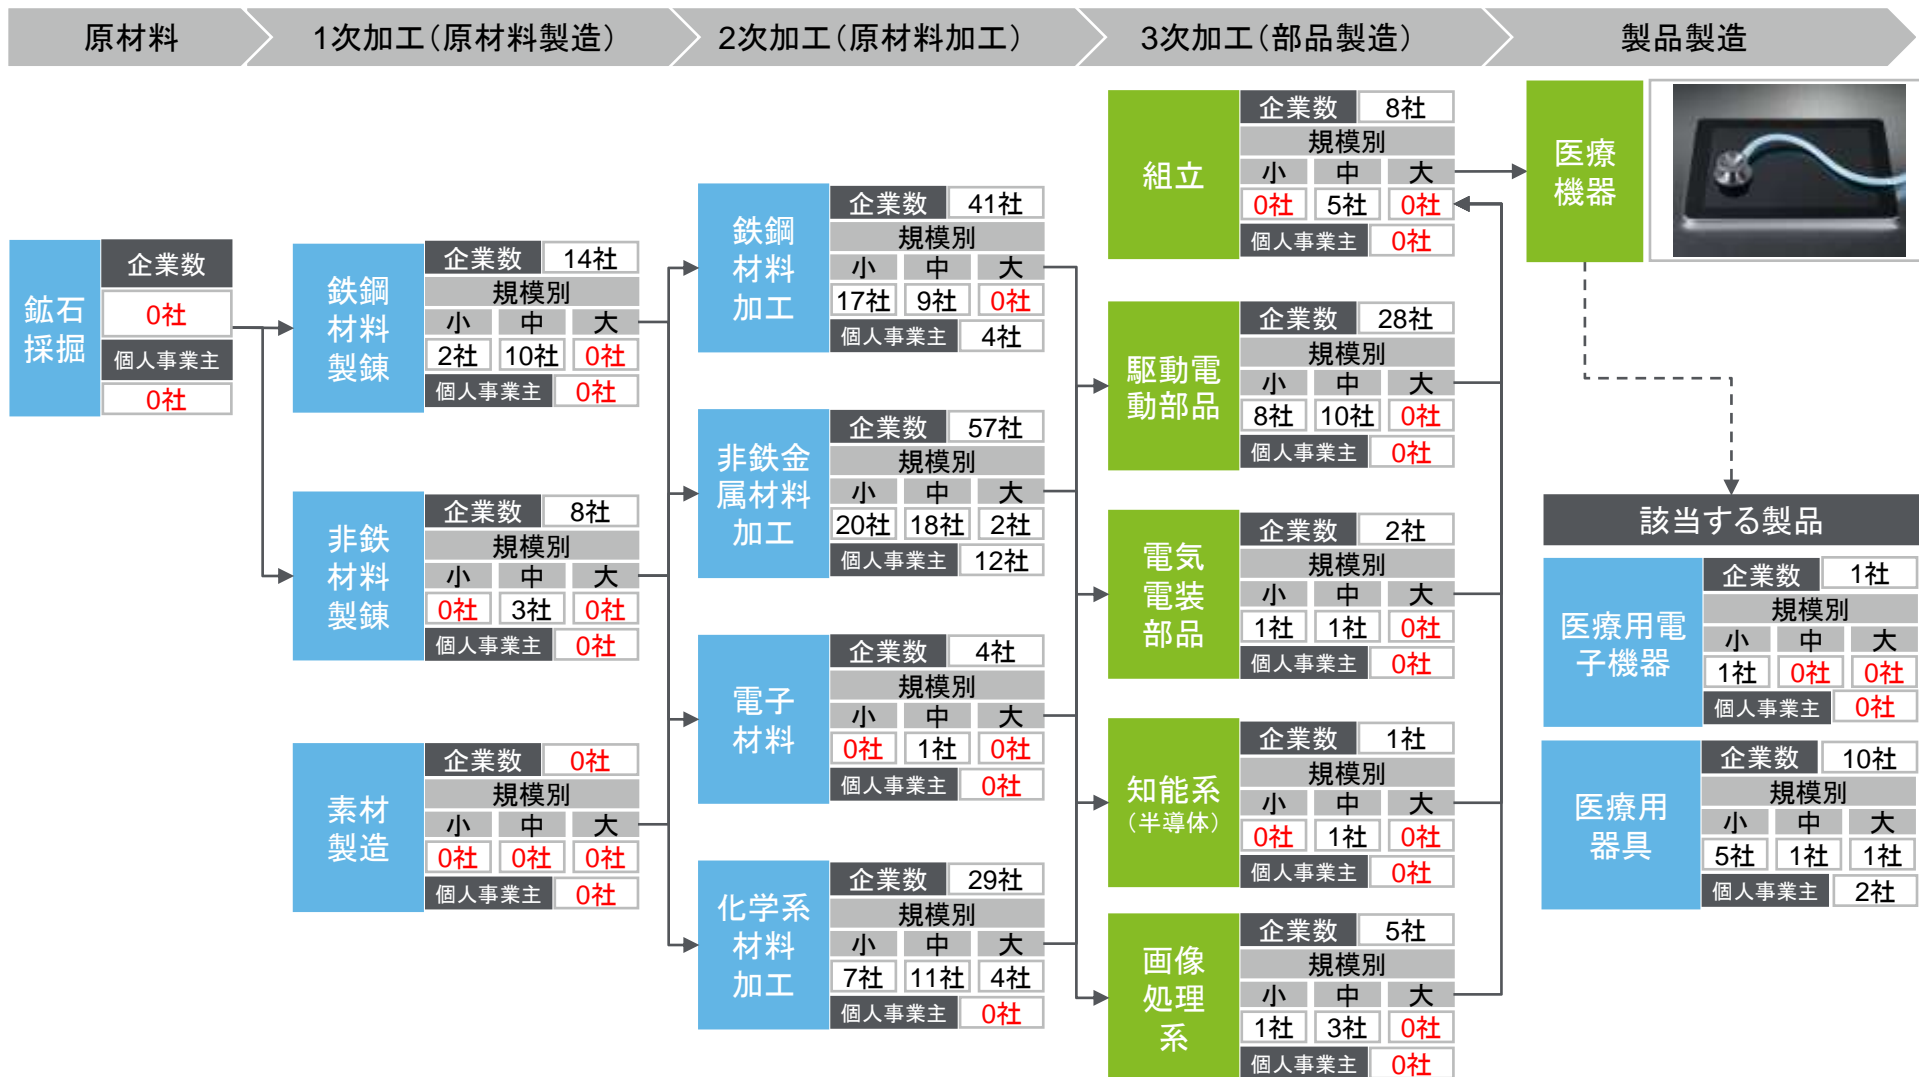 原材料
1次加工（原材料製造）
2次加工（原材料加工）
3次加工（部品製造）
製品製造
鉱石
採掘
企業数
0社
個人事業主
0社
鉄鋼
材料
製錬
企業数 14社
規模別
小 中 大
2社 10社 0社
個人事業主 0社
非鉄
材料
製錬
企業数 8社
規模別
小 中 大
0社 3社 0社
個人事業主 0社
素材
製造
企業数 0社
規模別
小 中 大
0社 0社 0社
個人事業主 0社
鉄鋼
材料
加工
企業数 41社
規模別
小 中 大
17社 9社 0社
個人事業主 4社
非鉄金
属材料
加工
企業数 57社
規模別
小 中 大
20社 18社 2社
個人事業主 12社
電子
材料
企業数 4社
規模別
小 中 大
0社 1社 0社
個人事業主 0社
化学系
材料
加工
企業数 29社
規模別
小 中 大
7社 11社 4社
個人事業主 0社
組立
企業数 8社
規模別
小 中 大
0社 5社 0社
個人事業主 0社
駆動電
動部品
企業数 28社
規模別
小 中 大
8社 10社 0社
個人事業主 0社
電気
電装
部品
企業数 2社
規模別
小 中 大
1社 1社 0社
個人事業主 0社
知能系
（半導体）
企業数 1社
規模別
小 中 大
0社 1社 0社
個人事業主 0社
画像
処理
系
企業数 5社
規模別
小 中 大
1社 3社 0社
個人事業主 0社
医療
機器
該当する製品
医療用電
子機器
企業数 1社
規模別
小 中 大
1社 0社 0社
個人事業主 0社
医療用
器具
企業数 10社
規模別
小 中 大
5社 1社 1社
個人事業主 2社